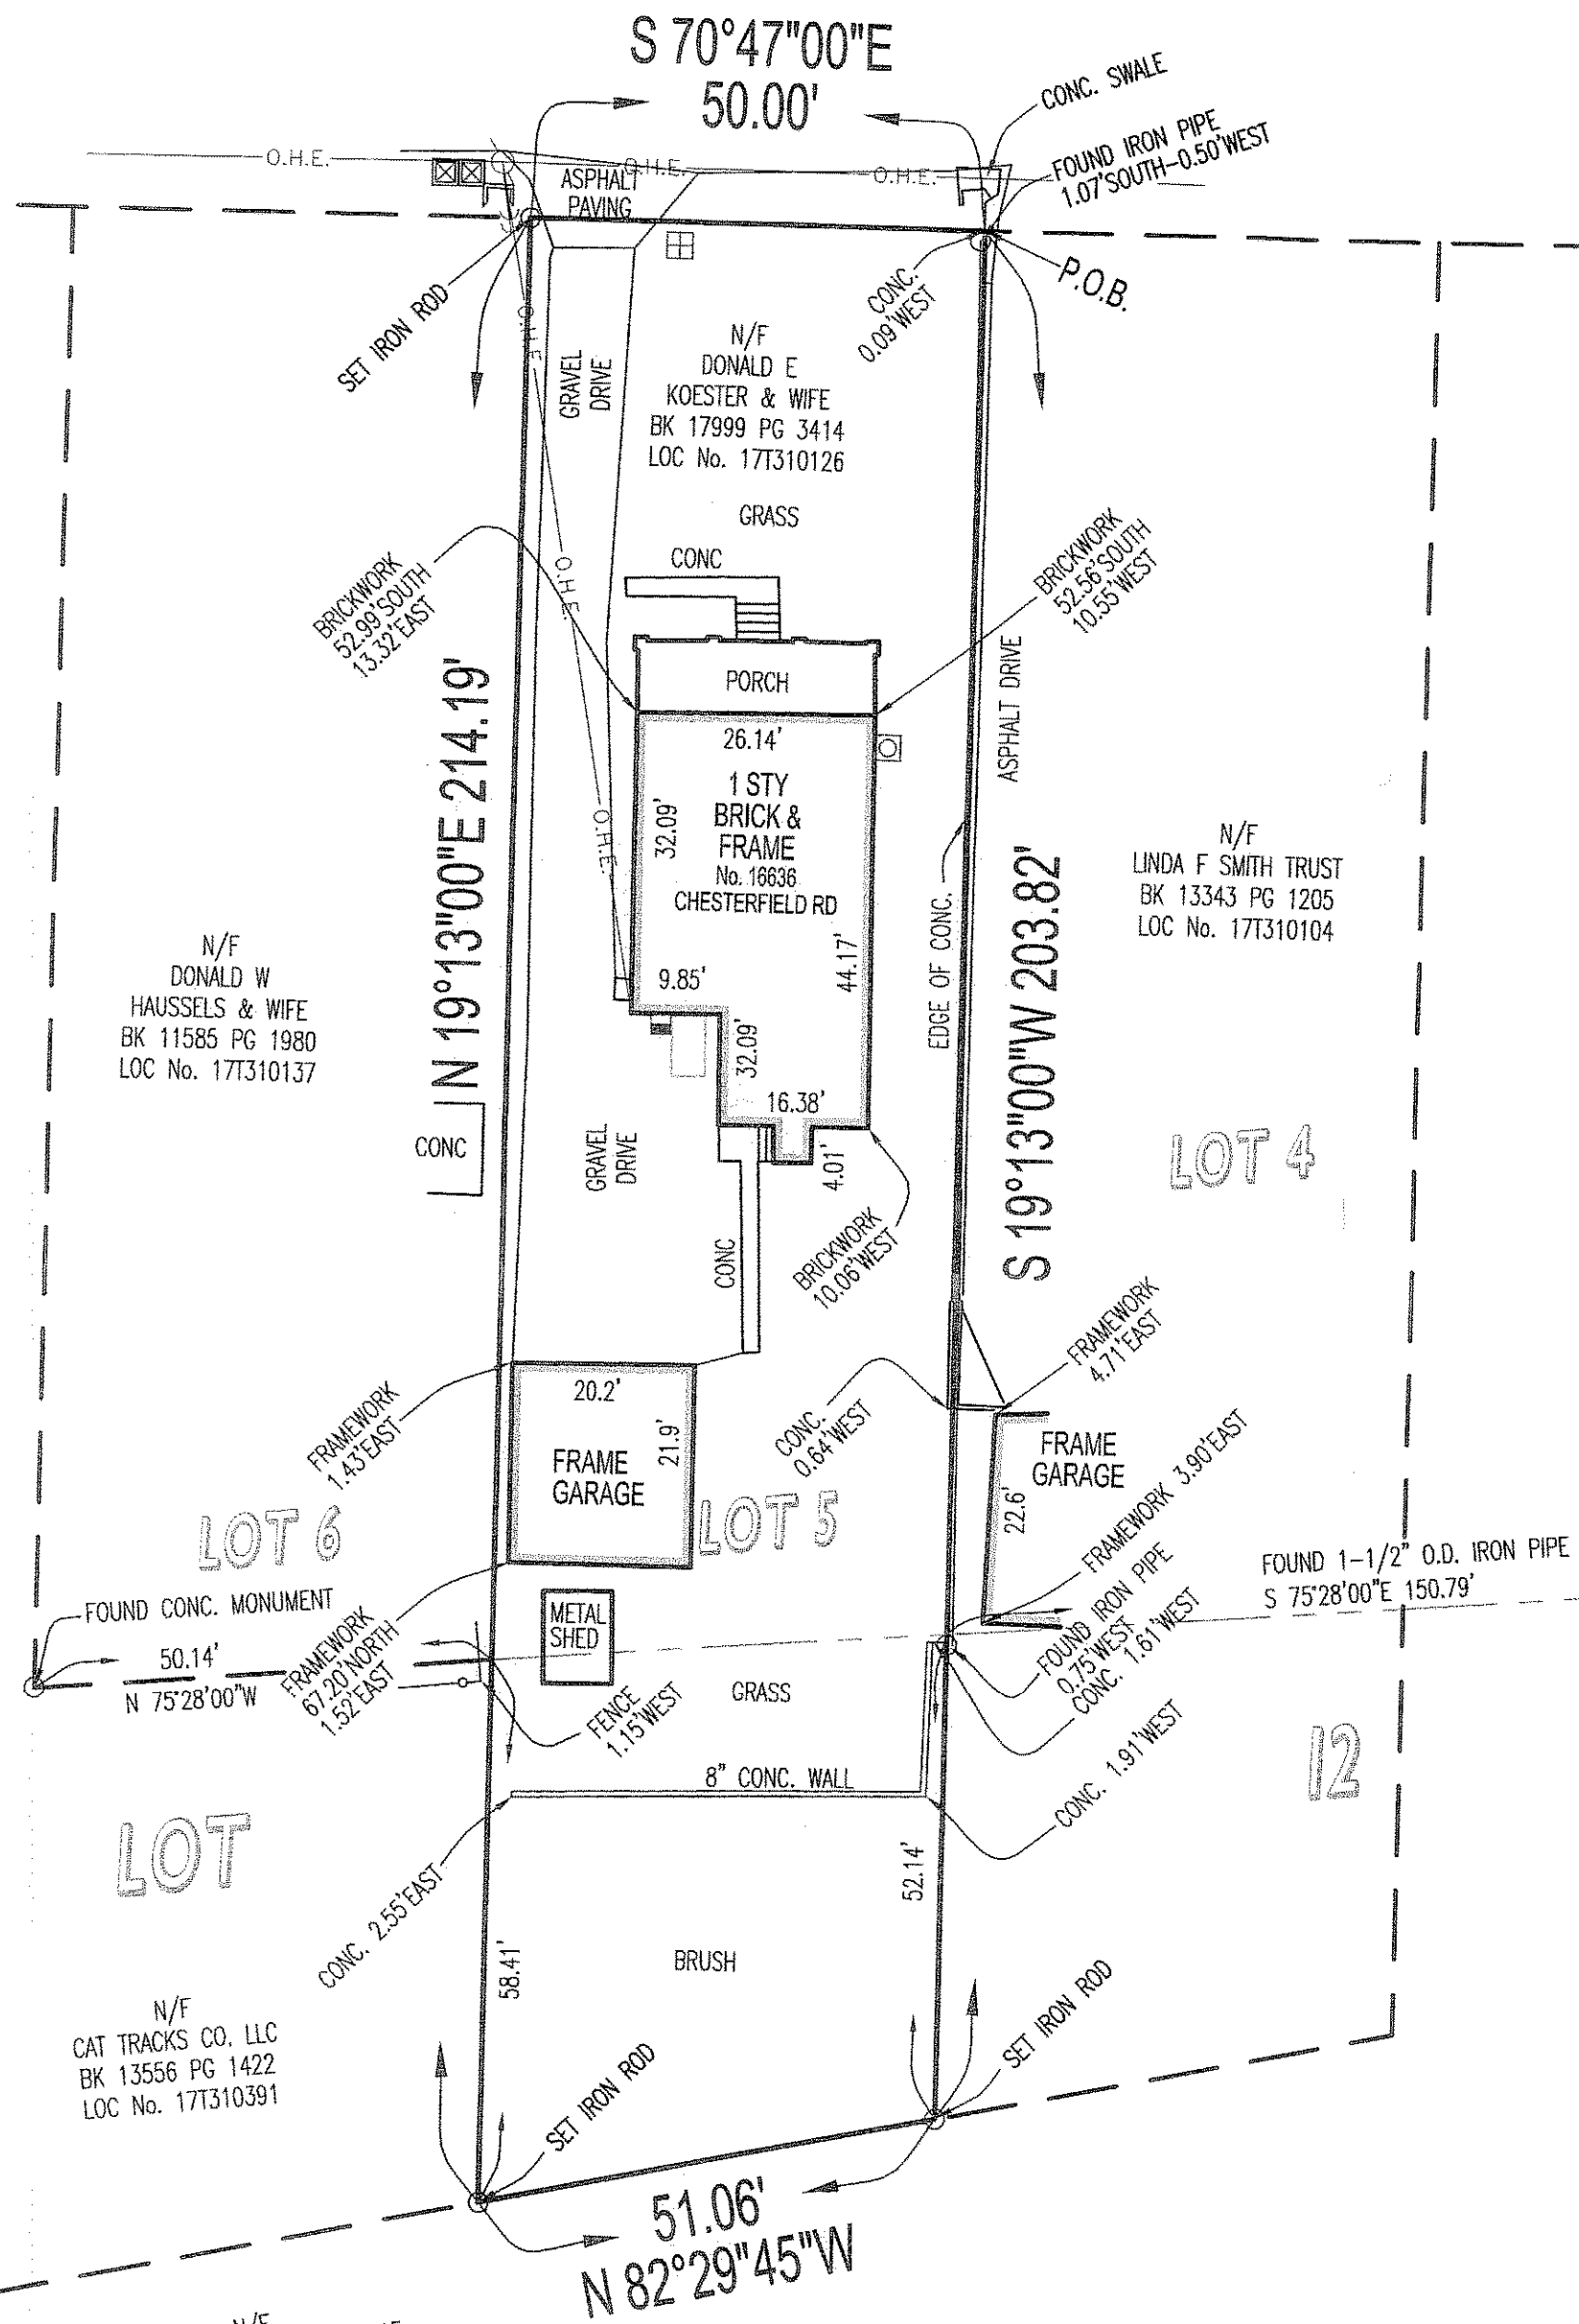 S 70°47"00"E
50.00'
CONC. SWALE
FOUND IRON PIPE
1.07'SOUTH-0.50'WEST
O.H.E.
O.H.E.
O.H.E.
ASPHALT
PAVING
SET IRON ROD
CONC.
0.09'WEST
P.O.B.
O.H.E.
GRAVEL
DRIVE
N/F
DONALD E
KOESTER & WIFE
BK 17999 PG 3414
LOC No. 17T310126
GRASS
CONC
O.H.E.
BRICKWORK
52.99'SOUTH
13.32'EAST
BRICKWORK
52.56'SOUTH
10.55'WEST
PORCH
ASPHALT DRIVE
N 19°13"00"E 214.19'
26.14'
1 STY
BRICK &
FRAME
No. 16636
CHESTERFIELD RD
32.09'
O.H.E.
44.17'
9.85'
32.09'
16.38'
4.01'
EDGE OF CONC.
S 19°13"00"W 203.82'
N/F
LINDA F SMITH TRUST
BK 13343 PG 1205
LOC No. 17T310104
N/F
DONALD W
HAUSSELS & WIFE
BK 11585 PG 1980
LOC No. 17T310137
CONC
GRAVEL
DRIVE
LOT 4
CONC
BRICKWORK
10.06'WEST
FRAMEWORK
4.71'EAST
FRAMEWORK
1.43'EAST
20.2'
21.9'
FRAME
GARAGE
CONC.
0.64'WEST
FRAME
GARAGE
22.6'
LOT 6
LOT 5
FRAMEWORK 3.90'EAST
FOUND 1-1/2" O.D. IRON PIPE
S 75°28'00"E 150.79'
FOUND CONC. MONUMENT
50.14'
N 75°28'00"W
FRAMEWORK
67.20'NORTH
1.52'EAST
METAL
SHED
FENCE
1.15'WEST
GRASS
FOUND IRON PIPE
0.75'WEST
CONC. 1.61'WEST
8" CONC. WALL
CONC. 1.91'WEST
12
LOT
CONC. 2.55'EAST
52.14'
58.41'
BRUSH
N/F
CAT TRACKS CO. LLC
BK 13556 PG 1422
LOC No. 17T310391
SET IRON ROD
SET IRON ROD
51.06'
N 82°29"45"W
N/F